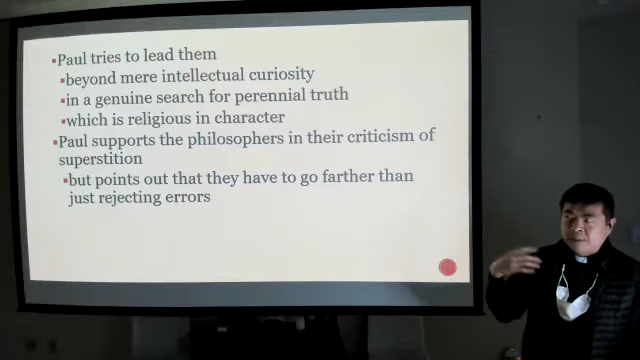 Paul tries to lead them
beyond mere intellectual curiosity
in a genuine search for perennial truth
which is religious in character
Paul supports the philosophers in their criticism of
superstition
but points out that they have to go farther than
just rejecting errors